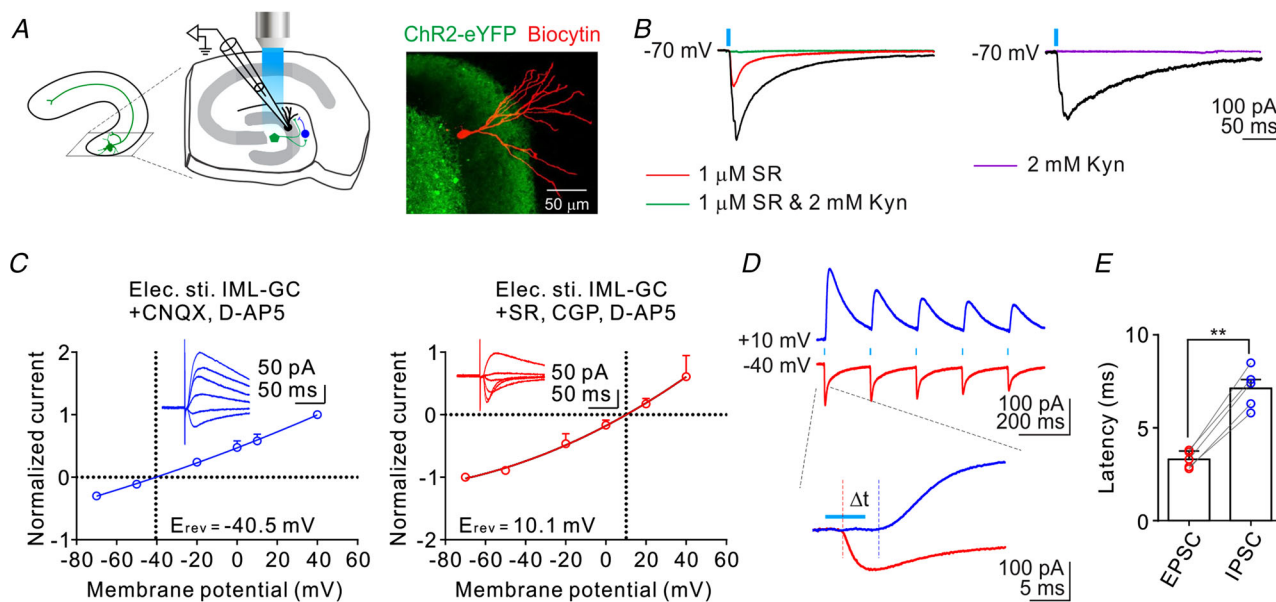 A
ChR2-eYFP Biocytin
50 μm
B
-70 mV
1 μM SR
1 μM SR & 2 mM Kyn
-70 mV
100 pA
50 ms
2 mM Kyn
C
Elec. sti. IML-GC
+CNQX, D-AP5
Normalized current
2
1
0
-1
50 pA
50 ms
Erev = -40.5 mV
-80 -60 -40 -20 0 20 40 60
Membrane potential (mV)
Elec. sti. IML-GC
+SR, CGP, D-AP5
Normalized current
1
0
-1
-2
50 pA
50 ms
Erev = 10.1 mV
-80 -60 -40 -20 0 20 40 60
Membrane potential (mV)
D
+10 mV
-40 mV
100 pA
200 ms
Δt
100 pA
5 ms
E
**
Latency (ms)
10
5
0
EPSC
IPSC